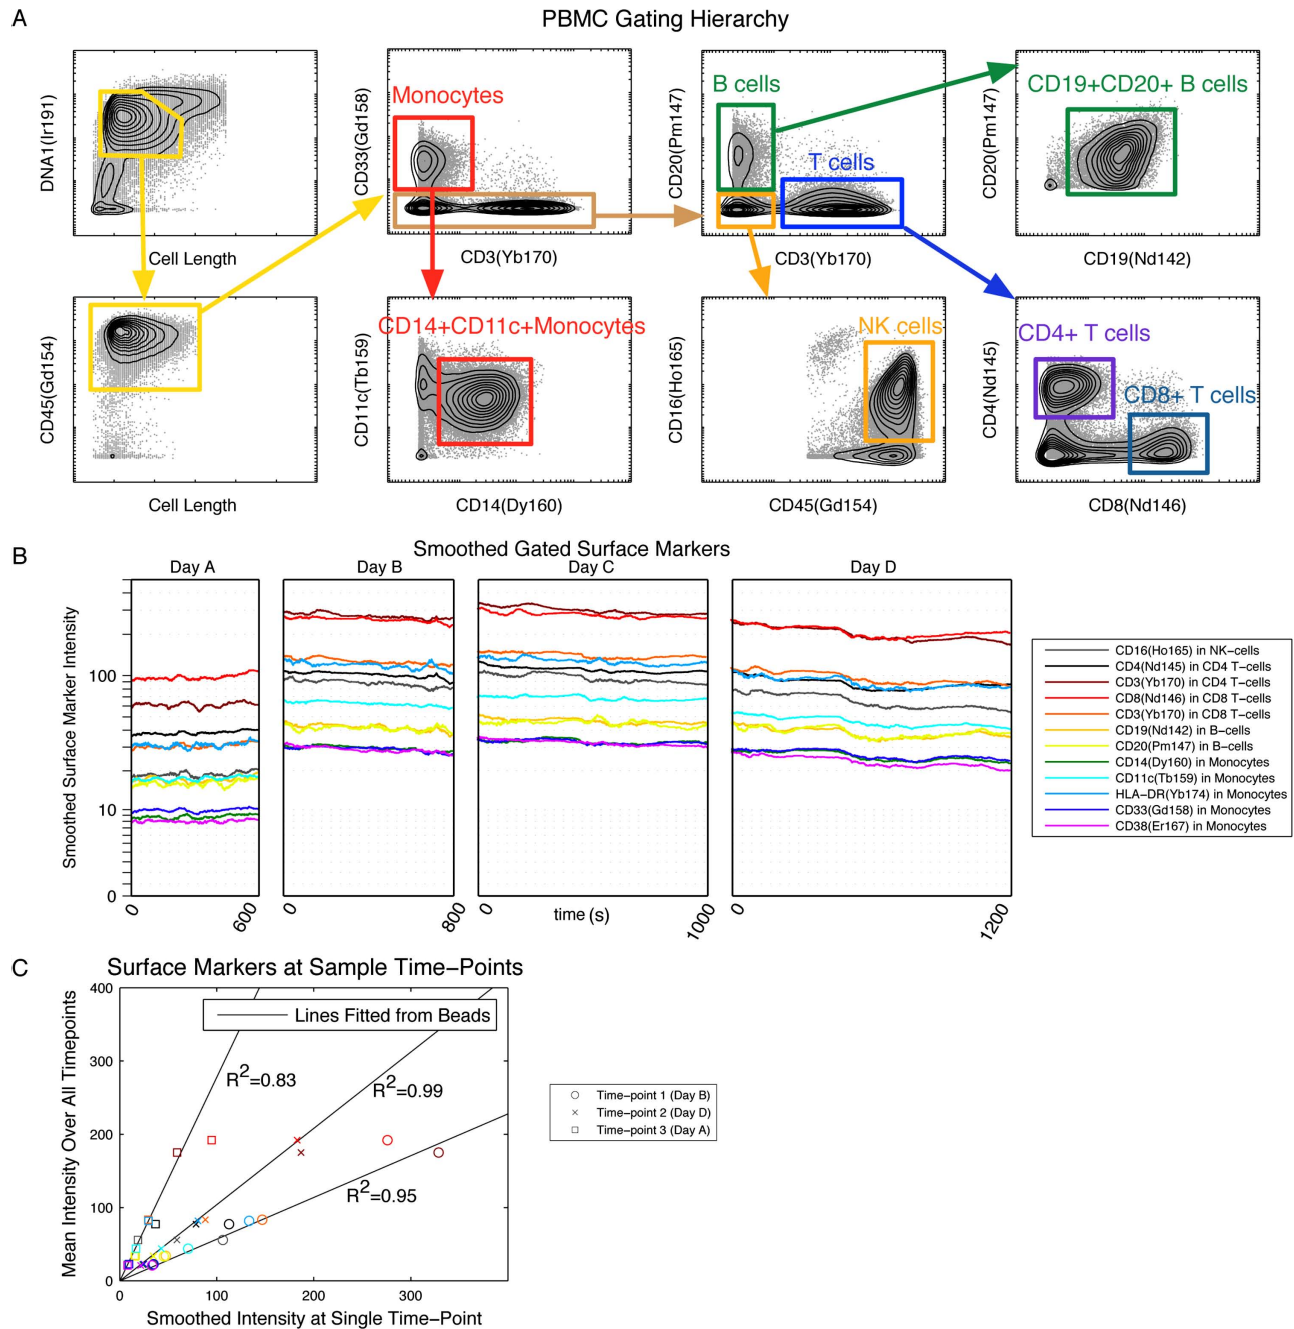 A
PBMC Gating Hierarchy
DNA1(Ir191)
Cell Length
Monocytes
CD33(Gd158)
CD3(Yb170)
B cells
T cells
CD20(Pm147)
CD3(Yb170)
CD19+CD20+ B cells
CD20(Pm147)
CD19(Nd142)
CD45(Gd154)
Cell Length
CD14+CD11c+Monocytes
CD11c(Tb159)
CD14(Dy160)
NK cells
CD16(Ho165)
CD45(Gd154)
CD4+ T cells
CD8+ T cells
CD4(Nd145)
CD8(Nd146)
B
Smoothed Gated Surface Markers
Day A
Day B
Day C
Day D
Smoothed Surface Marker Intensity
100
10
0
0
600
0
800
0
time (s)
1000
0
1200
CD16(Ho165) in NK−cells
CD4(Nd145) in CD4 T−cells
CD3(Yb170) in CD4 T−cells
CD8(Nd146) in CD8 T−cells
CD3(Yb170) in CD8 T−cells
CD19(Nd142) in B−cells
CD20(Pm147) in B−cells
CD14(Dy160) in Monocytes
CD11c(Tb159) in Monocytes
HLA−DR(Yb174) in Monocytes
CD33(Gd158) in Monocytes
CD38(Er167) in Monocytes
C
Surface Markers at Sample Time−Points
Mean Intensity Over All Timepoints
400
300
200
100
0
Lines Fitted from Beads
R²=0.83
R²=0.99
R²=0.95
0
100
200
300
Smoothed Intensity at Single Time−Point
Time−point 1 (Day B)
Time−point 2 (Day D)
Time−point 3 (Day A)